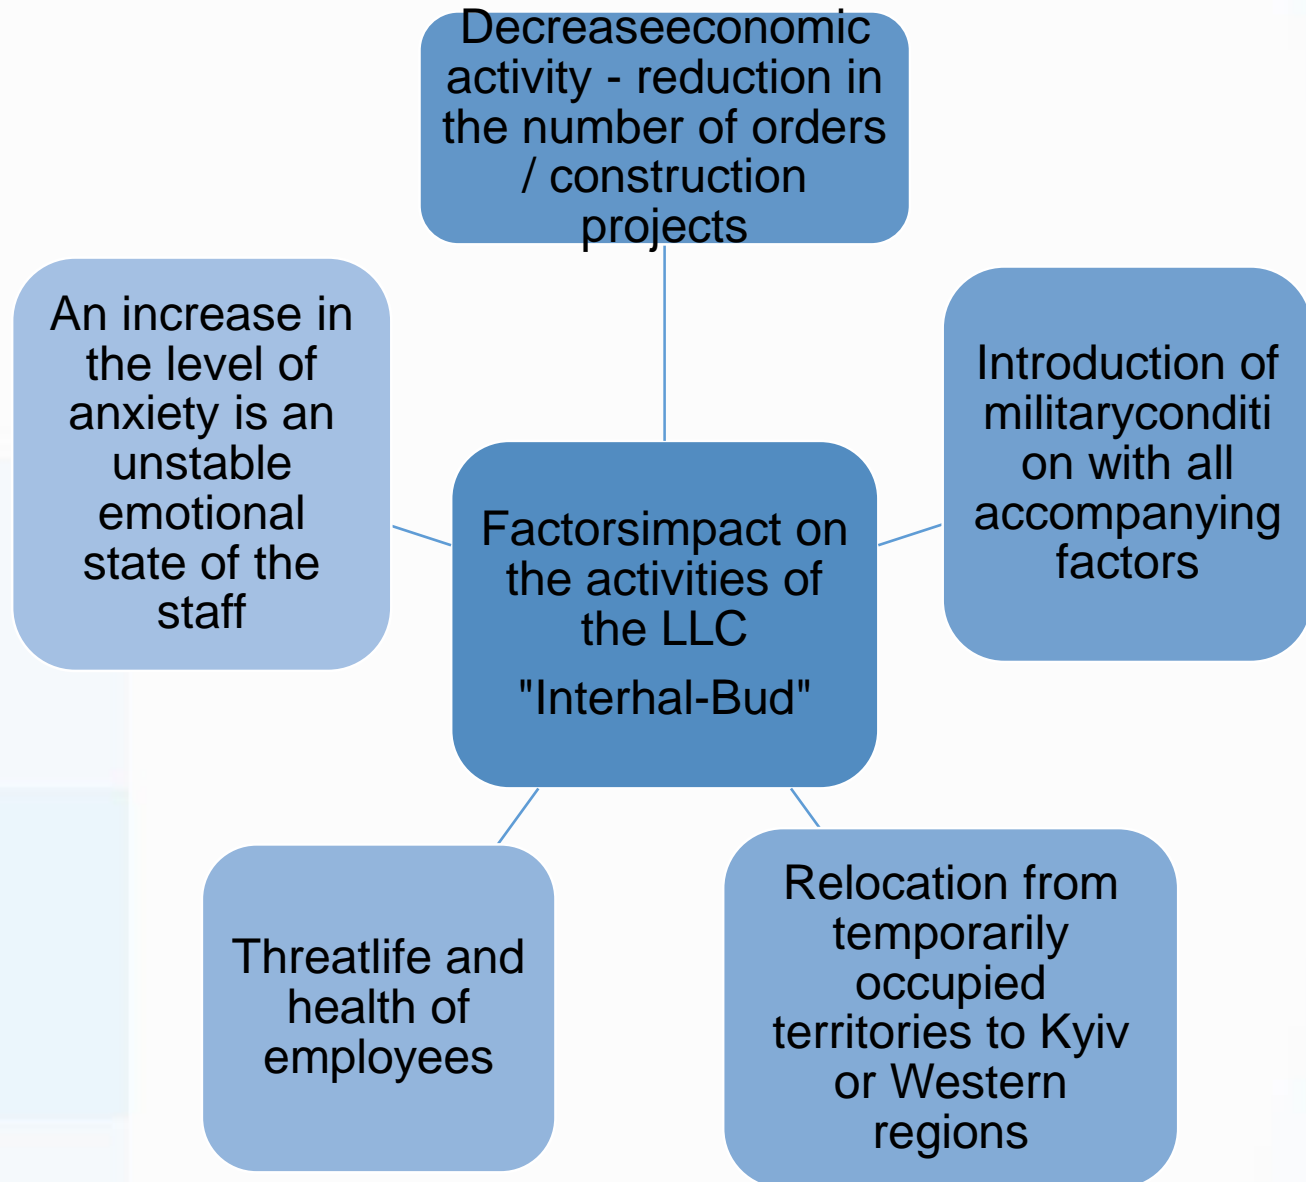 Decreaseeconomic
activity - reduction in
the number of orders
/ construction
projects
An increase in
the level of
anxiety is an
unstable
emotional
state of the
staff
Introduction of
militaryconditi
on with all
accompanying
factors
Factorsimpact on
the activities of
the LLC
"Interhal-Bud"
Threatlife and
health of
employees
Relocation from
temporarily
occupied
territories to Kyiv
or Western
regions